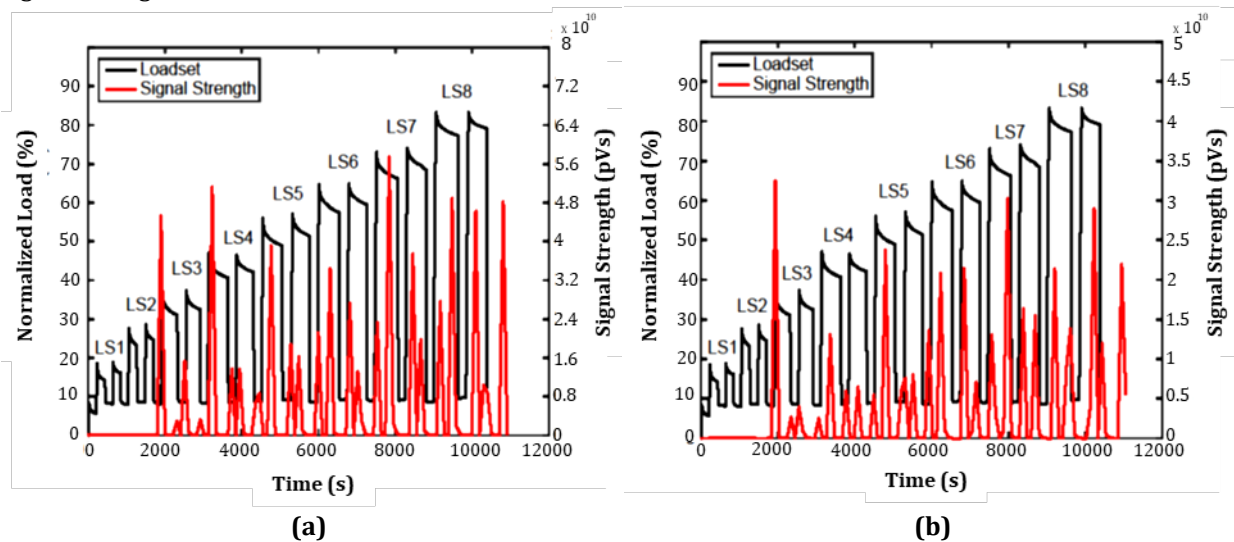 x 10¹⁰
8
Loadset
Signal Strength
90
80
70
60
50
40
30
20
10
0
Normalized Load (%)
LS1
LS2
LS3
LS4
LS5
LS6
LS7
LS8
7.2
6.4
5.6
4.8
3.2
2.4
1.6
0.8
0
Signal Strength (pVs)
0
2000
4000
6000
8000
10000
12000
Time (s)
(a)
x 10¹⁰
5
Loadset
Signal Strength
90
80
70
60
50
40
30
20
10
0
Normalized Load (%)
LS1
LS2
LS3
LS4
LS5
LS6
LS7
LS8
4.5
4
3.5
3
2.5
2
1.5
1
0.5
0
Signal Strength (pVs)
0
2000
4000
6000
8000
10000
12000
Time (s)
(b)